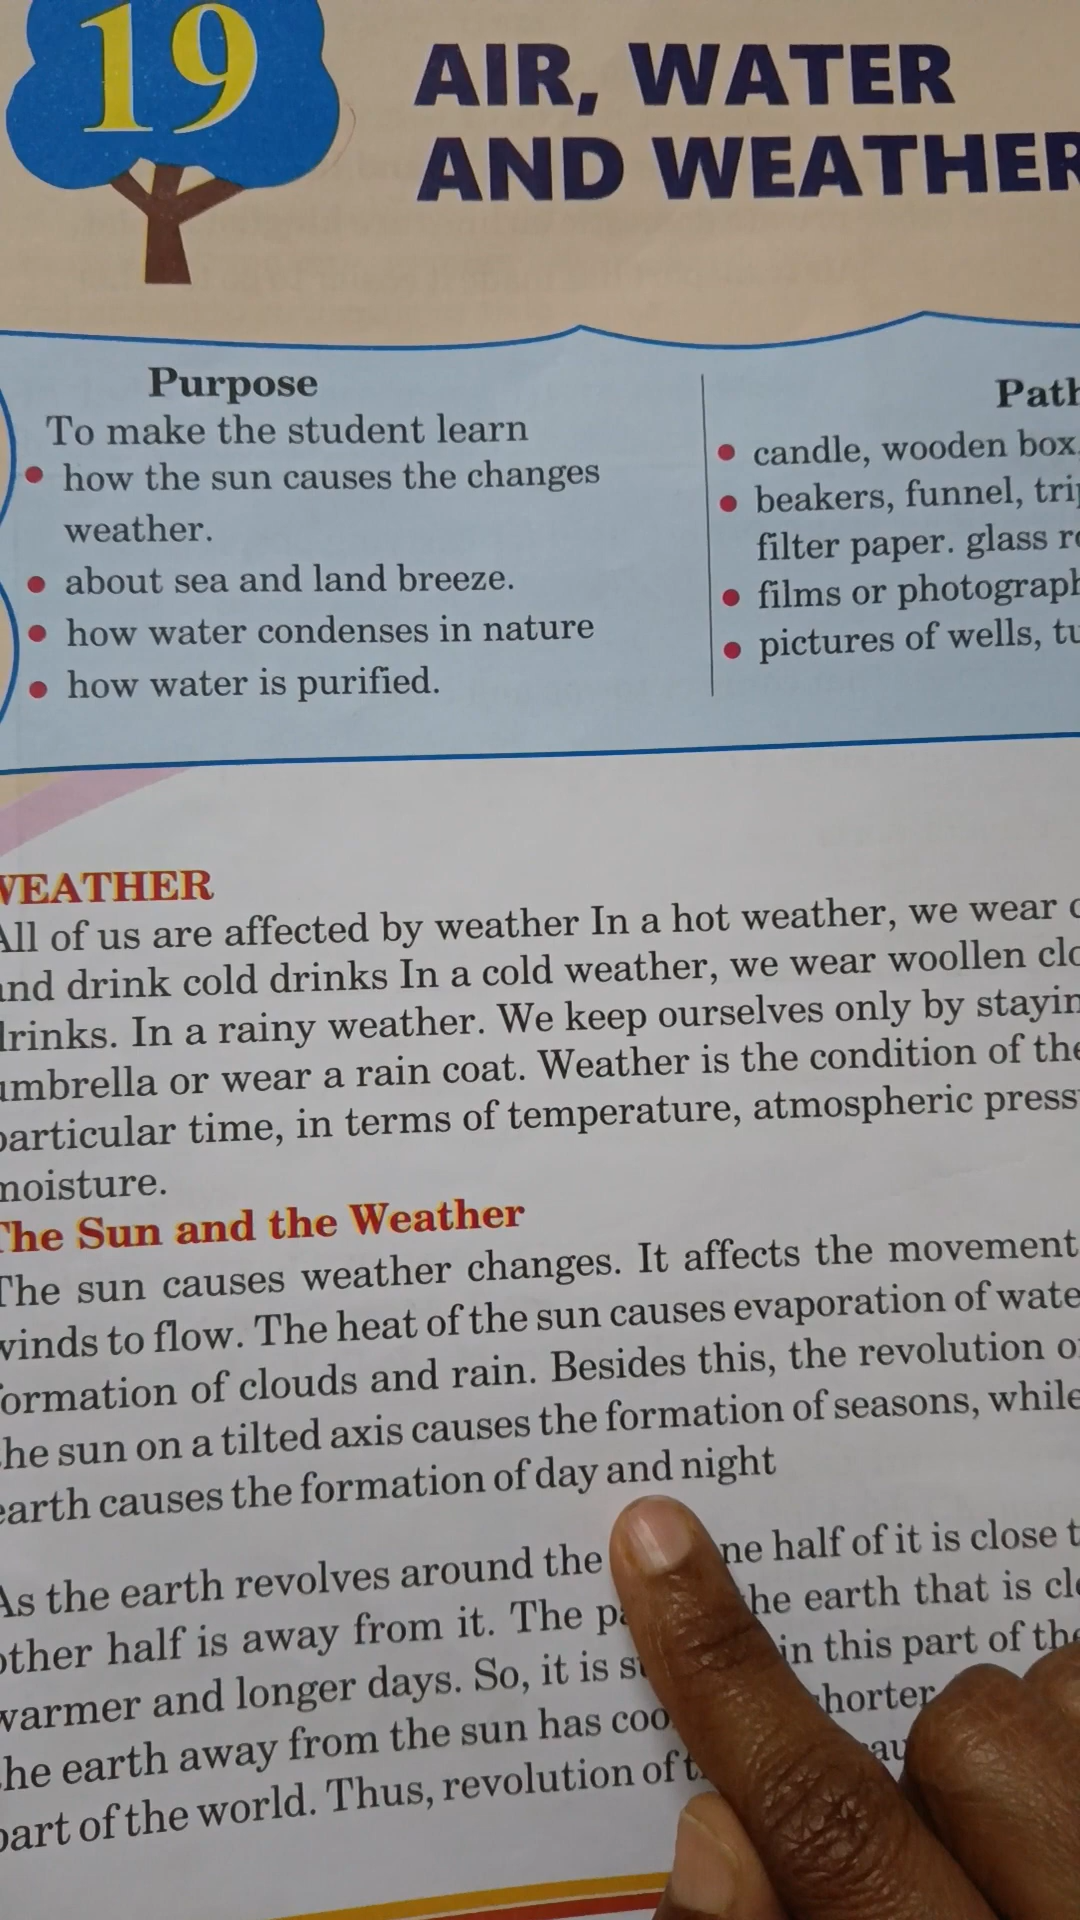 19
AIR, WATER
AND WEATHER
Purpose
To make the student learn
how the sun causes the changes
weather.
about sea and land breeze.
how water condenses in nature
how water is purified.
candle, wooden box
beakers, funnel,
filter paper. glass
films or
pictures of wells,
WEATHER
All of us are affected by weather In a hot weather, we wear
and drink cold drinks In a cold weather, we wear woollen
drinks. In a rainy weather. We keep ourselves only by
umbrella or wear a rain coat. Weather is the condition of the
particular time, in terms of temperature, atmospheric
moisture.
The Sun and the Weather
The sun causes weather changes. It affects the movement
winds to flow. The heat of the sun causes evaporation of
formation of clouds and rain. Besides this, the revolution
the sun on a tilted axis causes the formation of seasons, while
earth causes the formation of day and night
As the earth revolves around the half of it is close
other half is away from it. The the earth that is
warmer and longer days. So, it is in this part of the
the earth away from the sun has shorter
part of the world. Thus, revolution of